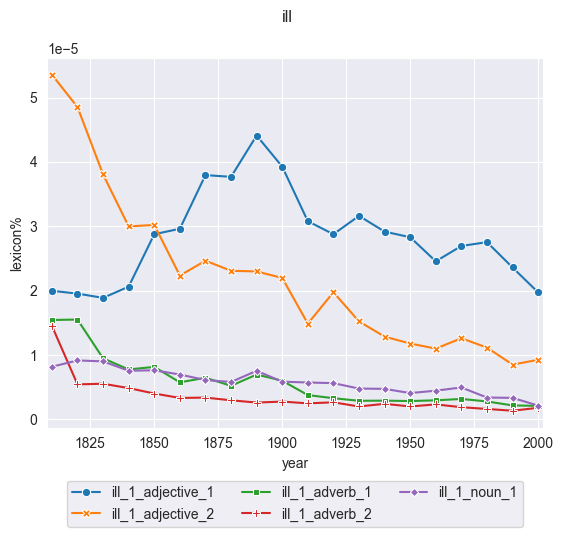 ill
1e−5
5
4
3
2
1
0
lexicon%
1825 1850 1875 1900 1925 1950 1975 2000
year
ill_1_adjective_1 ill_1_adverb_1 ill_1_noun_1
ill_1_adjective_2 ill_1_adverb_2